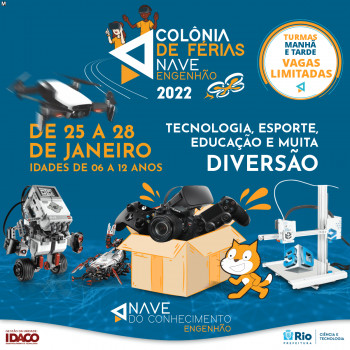 COLÔNIA
DE FÉRIAS
NAVE
ENGENHÃO
2022
TURMAS
MANHÃ
E TARDE
VAGAS
LIMITADAS
DE 25 A 28
DE JANEIRO
IDADES DE 06 A 12 ANOS
TECNOLOGIA, ESPORTE,
EDUCAÇÃO E MUITA
DIVERSÃO
NAVE
DO CONHECIMENTO
ENGENHÃO
IDACO
Rio
PREFEITURA
CIÊNCIA E
TECNOLOGIA